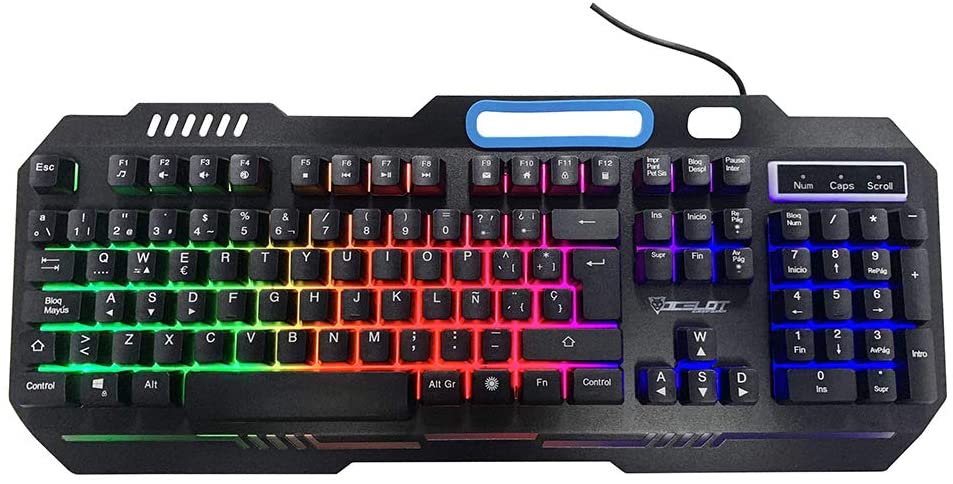 Esc F1 F2 F3 F4 F5 F6 F7 F8 F9 F10 F11 F12 Impr Pant Pet Sis Bloq Despl Pause Inter
Num Caps Scroll
a º \ ! 1 | " 2 @ · 3 # $ 4 ~ % 5 & 6 ¬ / 7 ( 8 ) 9 = 0 ? ' ¿ ¡ ← Ins Inicio Re Pág Bloq Num / * −
Q W E € R T Y U I O P ^ ` [ * + ] Supr Fin Av Pág 7 Inicio 8 ↑ 9 RePág +
Bloq Mayús A S D F G H J K L Ñ ¨ ´ { Ç } OCELOT 4 ← 5 6 →
> < Z X C V B N M ; , : . _ - W 1 Fin 2 ↓ 3 AvPág Intro
Control Alt Alt Gr Fn Control A S D 0 Ins . Supr